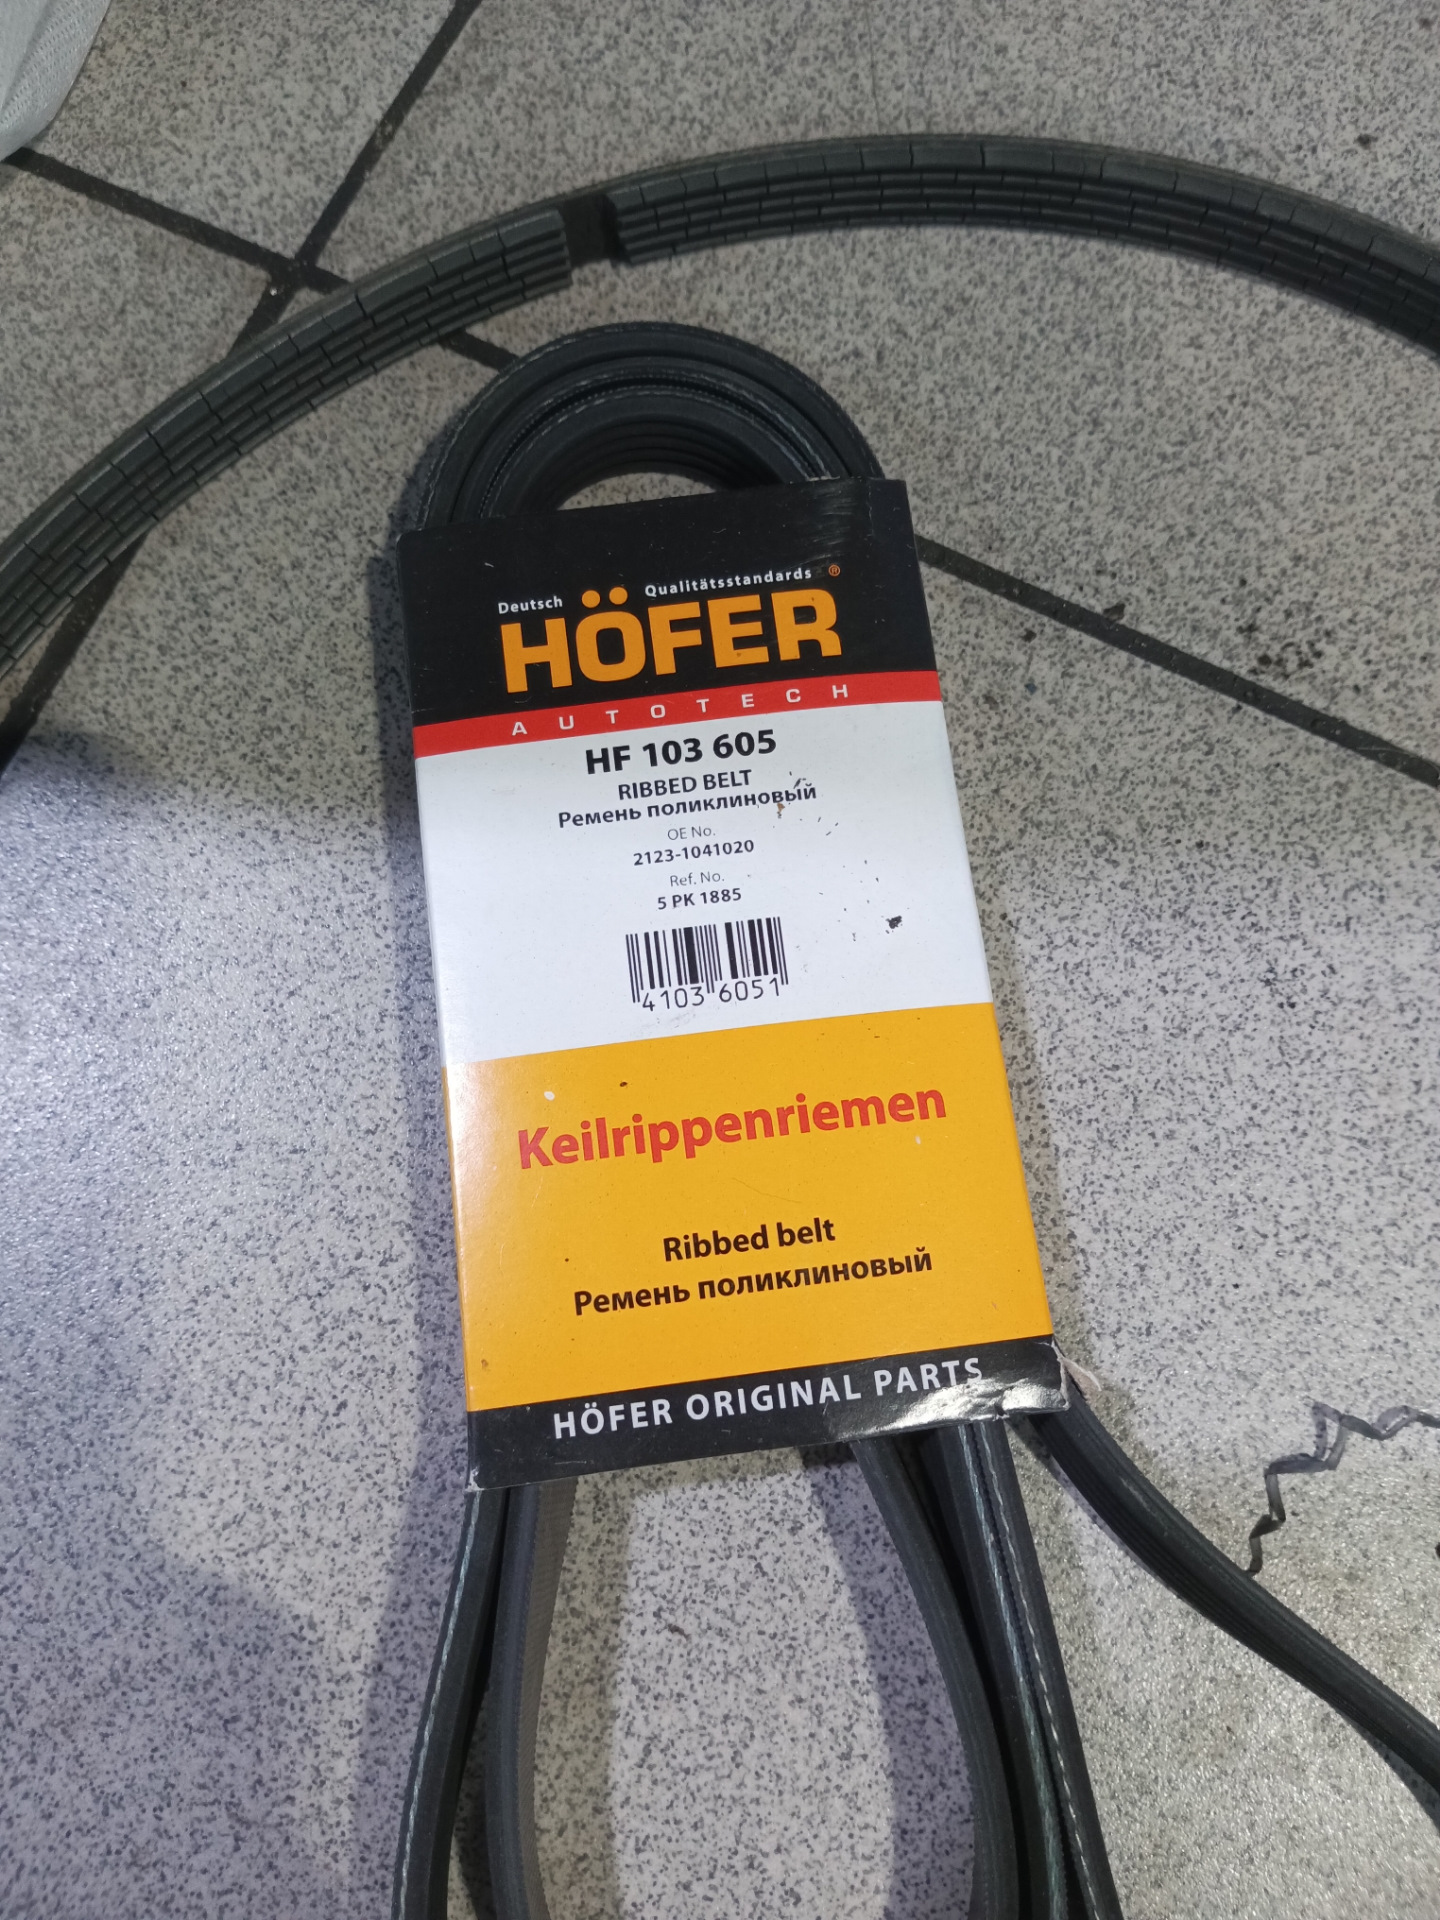 Deutsch Qualitätsstandards ®
HÖFER
AUTOTECH
HF 103 605
RIBBED BELT
Ремень поликлиновый
OE No.
2123-1041020
Ref. No.
5 PK 1885
4103 6051
Keilrippenriemen
Ribbed belt
Ремень поликлиновый
HÖFER ORIGINAL PARTS